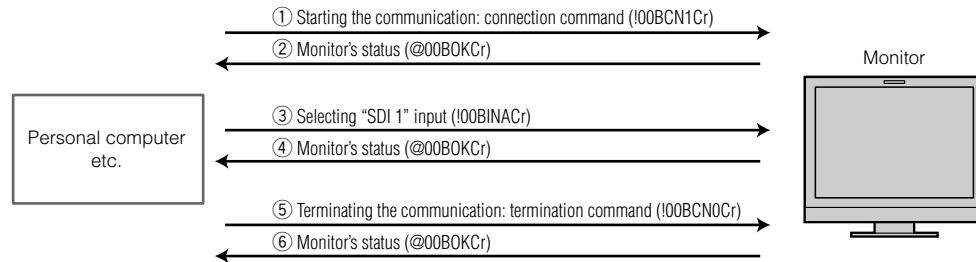 ① Starting the communication: connection command (!00BCN1Cr)
② Monitor's status (@00BOKCr)
Monitor
Personal computer
etc.
③ Selecting “SDI 1” input (!00BINACr)
④ Monitor's status (@00BOKCr)
⑤ Terminating the communication: termination command (!00BCN0Cr)
⑥ Monitor's status (@00BOKCr)